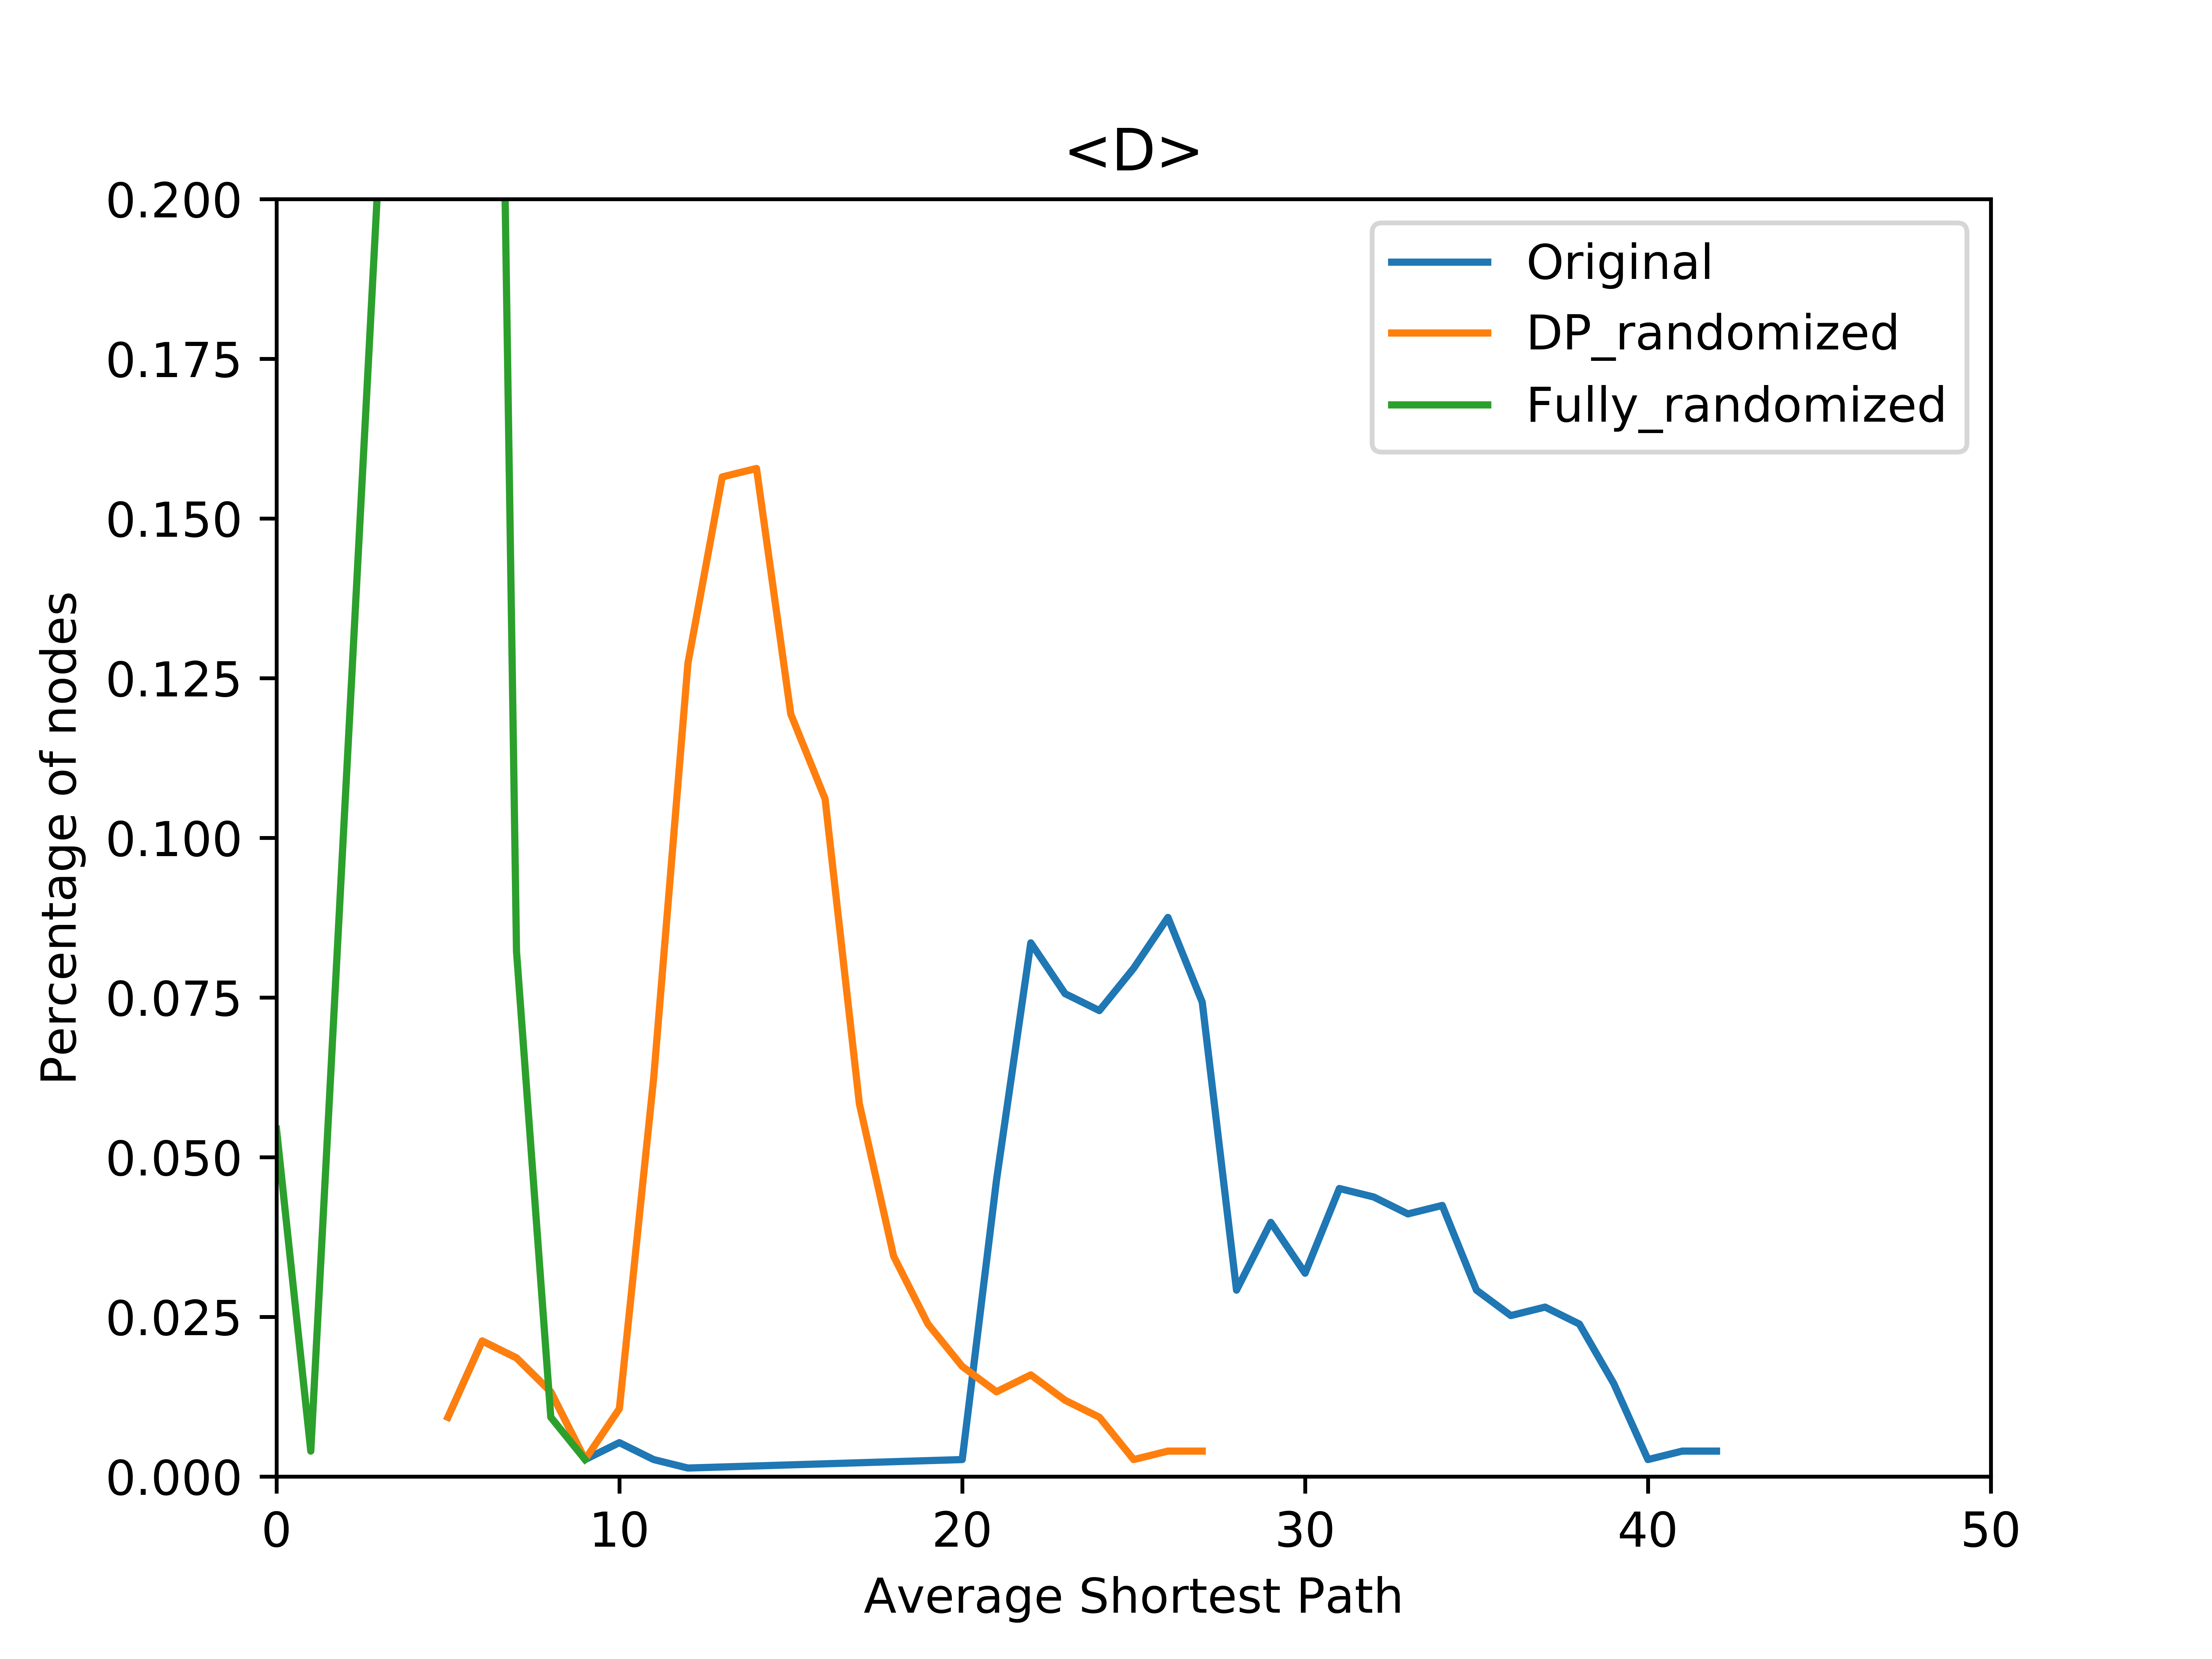 <D>
0.200
0.175
0.150
0.125
0.100
0.075
0.050
0.025
0.000
Percentage of nodes
0 10 20 30 40 50
Average Shortest Path
Original
DP_randomized
Fully_randomized